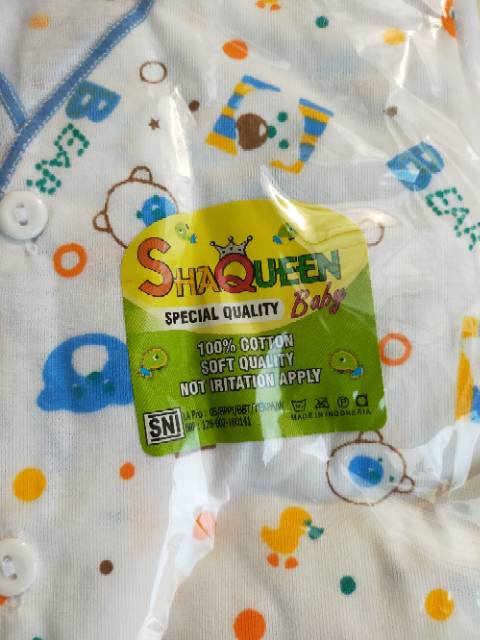 BEAR
BEAR
SHAQUEEN
SPECIAL QUALITY Baby
100% COTTON
SOFT QUALITY
NOT IRITATION APPLY
SNI
MADE IN INDONESIA